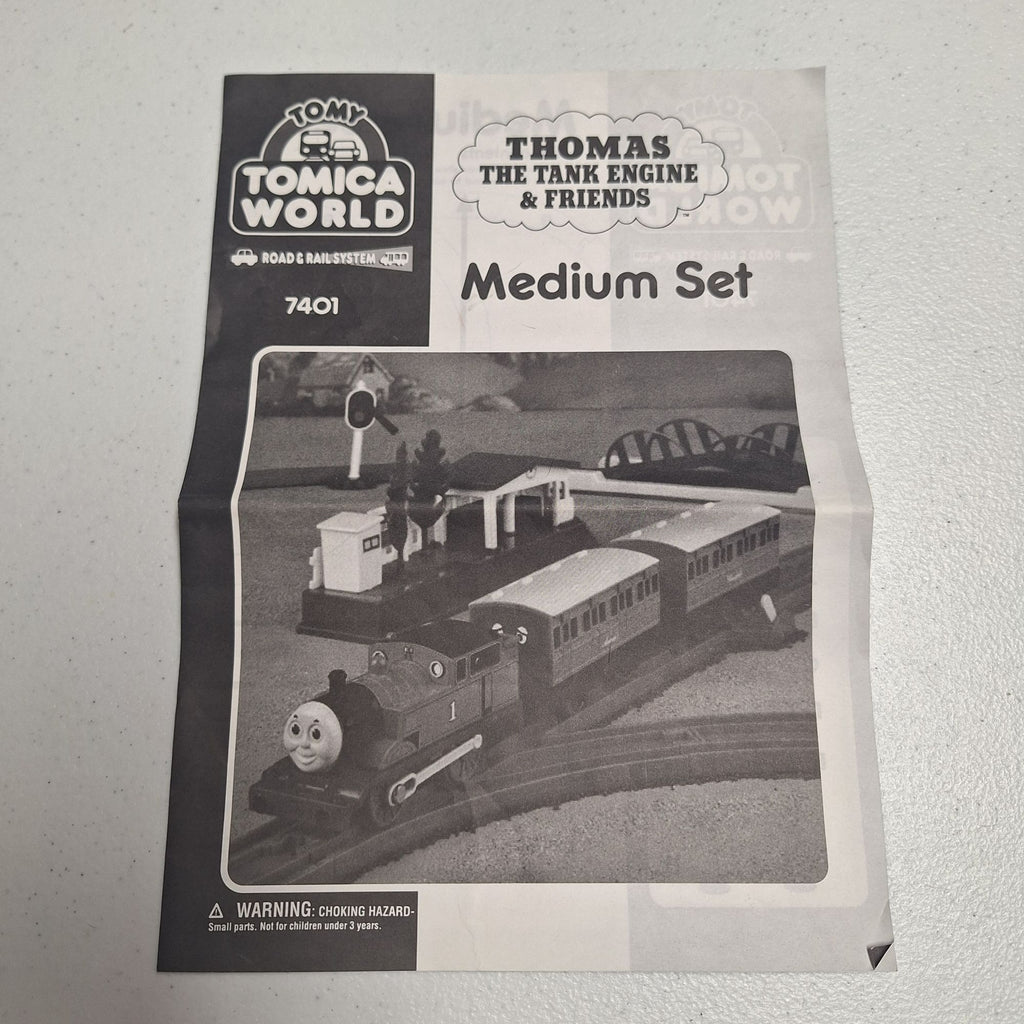 TOMY
TOMICA
WORLD
ROAD & RAIL SYSTEM
7401
THOMAS
THE TANK ENGINE
& FRIENDS
™
Medium Set
1
⚠ WARNING: CHOKING HAZARD-
Small parts. Not for children under 3 years.